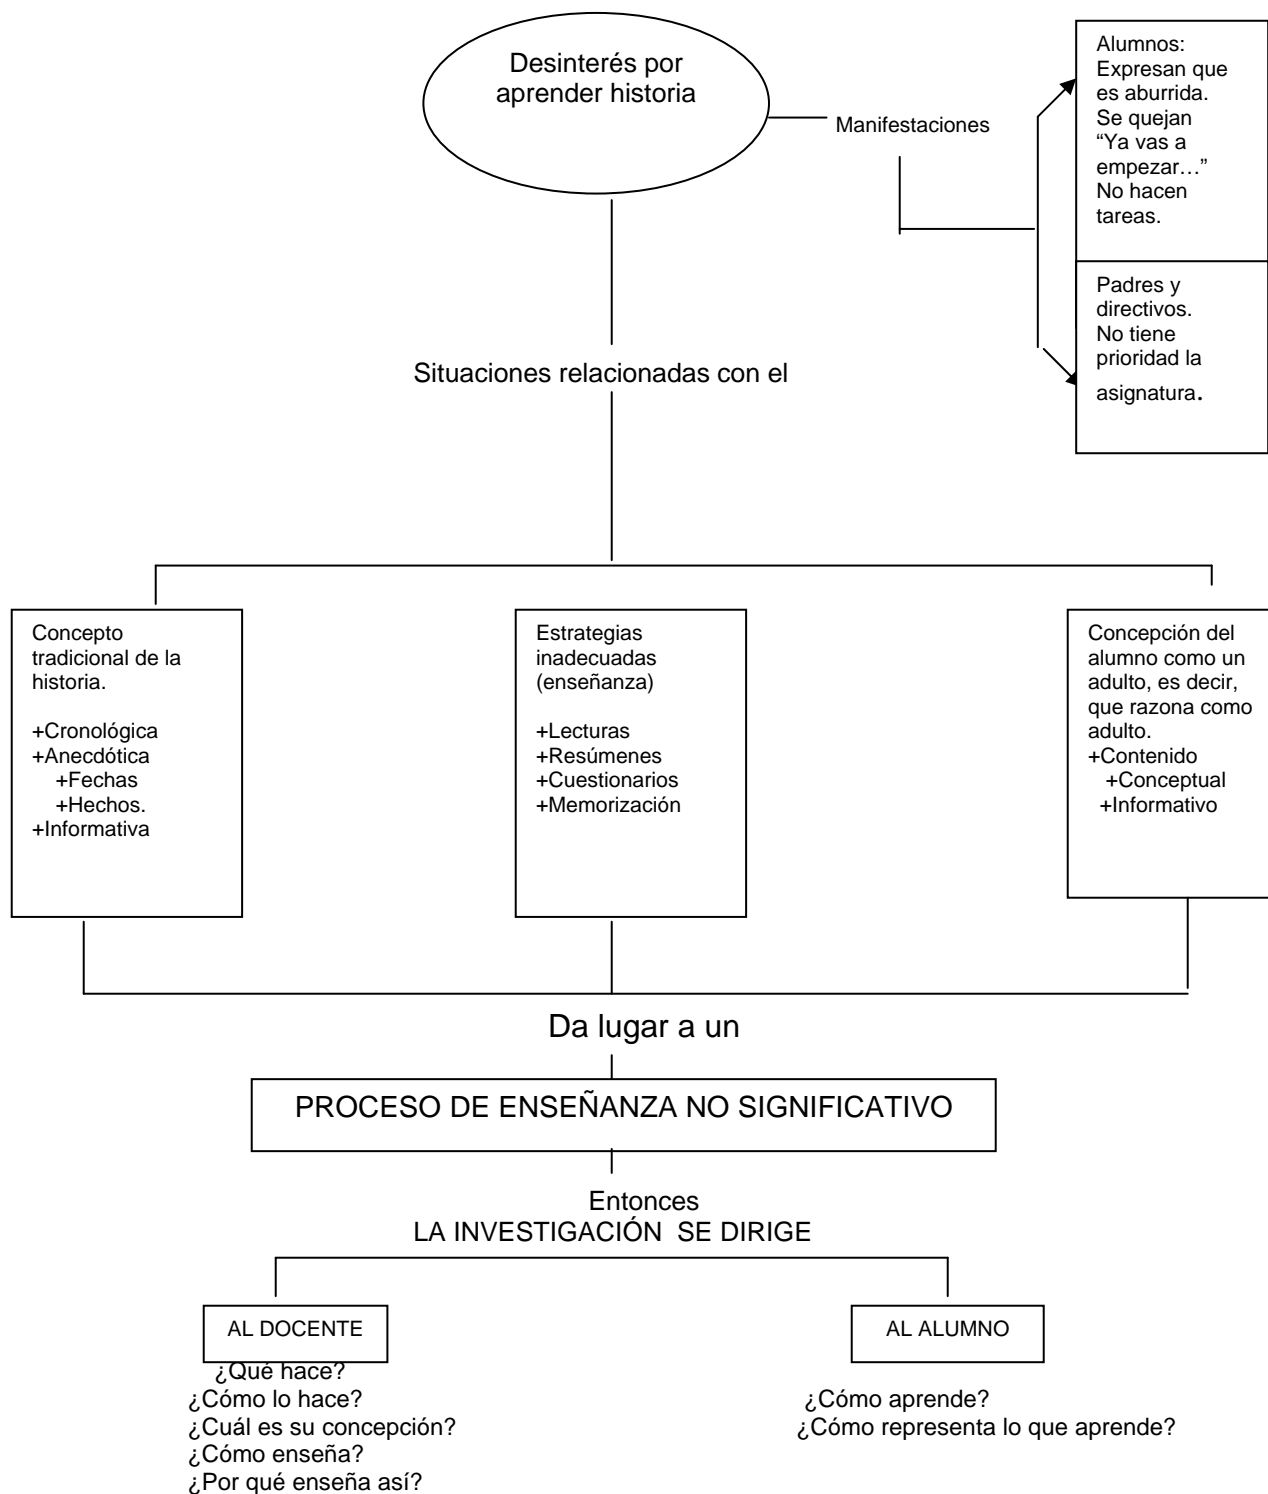 Desinterés por
aprender historia
Manifestaciones
Alumnos:
Expresan que
es aburrida.
Se quejan
“Ya vas a
empezar…”
No hacen
tareas.
Padres y
directivos.
No tiene
prioridad la
asignatura.
Situaciones relacionadas con el
Concepto
tradicional de la
historia.
+Cronológica
+Anecdótica
+Fechas
+Hechos.
+Informativa
Estrategias
inadecuadas
(enseñanza)
+Lecturas
+Resúmenes
+Cuestionarios
+Memorización
Concepción del
alumno como un
adulto, es decir,
que razona como
adulto.
+Contenido
+Conceptual
+Informativo
Da lugar a un
PROCESO DE ENSEÑANZA NO SIGNIFICATIVO
Entonces
LA INVESTIGACIÓN  SE DIRIGE
AL DOCENTE
¿Qué hace?
¿Cómo lo hace?
¿Cuál es su concepción?
¿Cómo enseña?
¿Por qué enseña así?
AL ALUMNO
¿Cómo aprende?
¿Cómo representa lo que aprende?